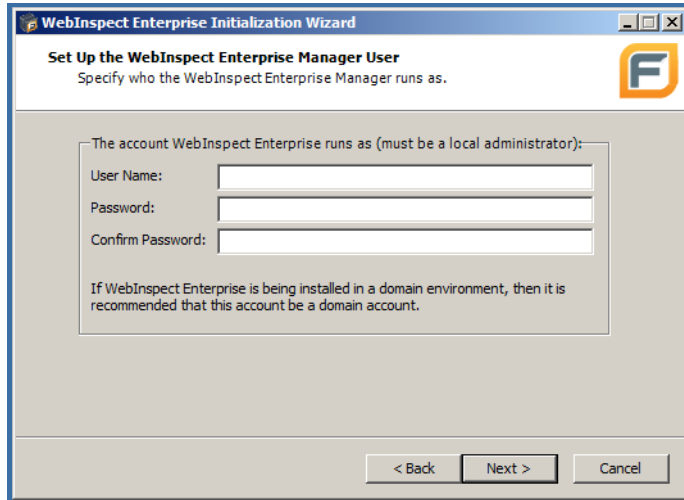 WebInspect Enterprise Initialization Wizard
Set Up the WebInspect Enterprise Manager User
Specify who the WebInspect Enterprise Manager runs as.
F
The account WebInspect Enterprise runs as (must be a local administrator):
User Name:
Password:
Confirm Password:
If WebInspect Enterprise is being installed in a domain environment, then it is
recommended that this account be a domain account.
< Back Next > Cancel